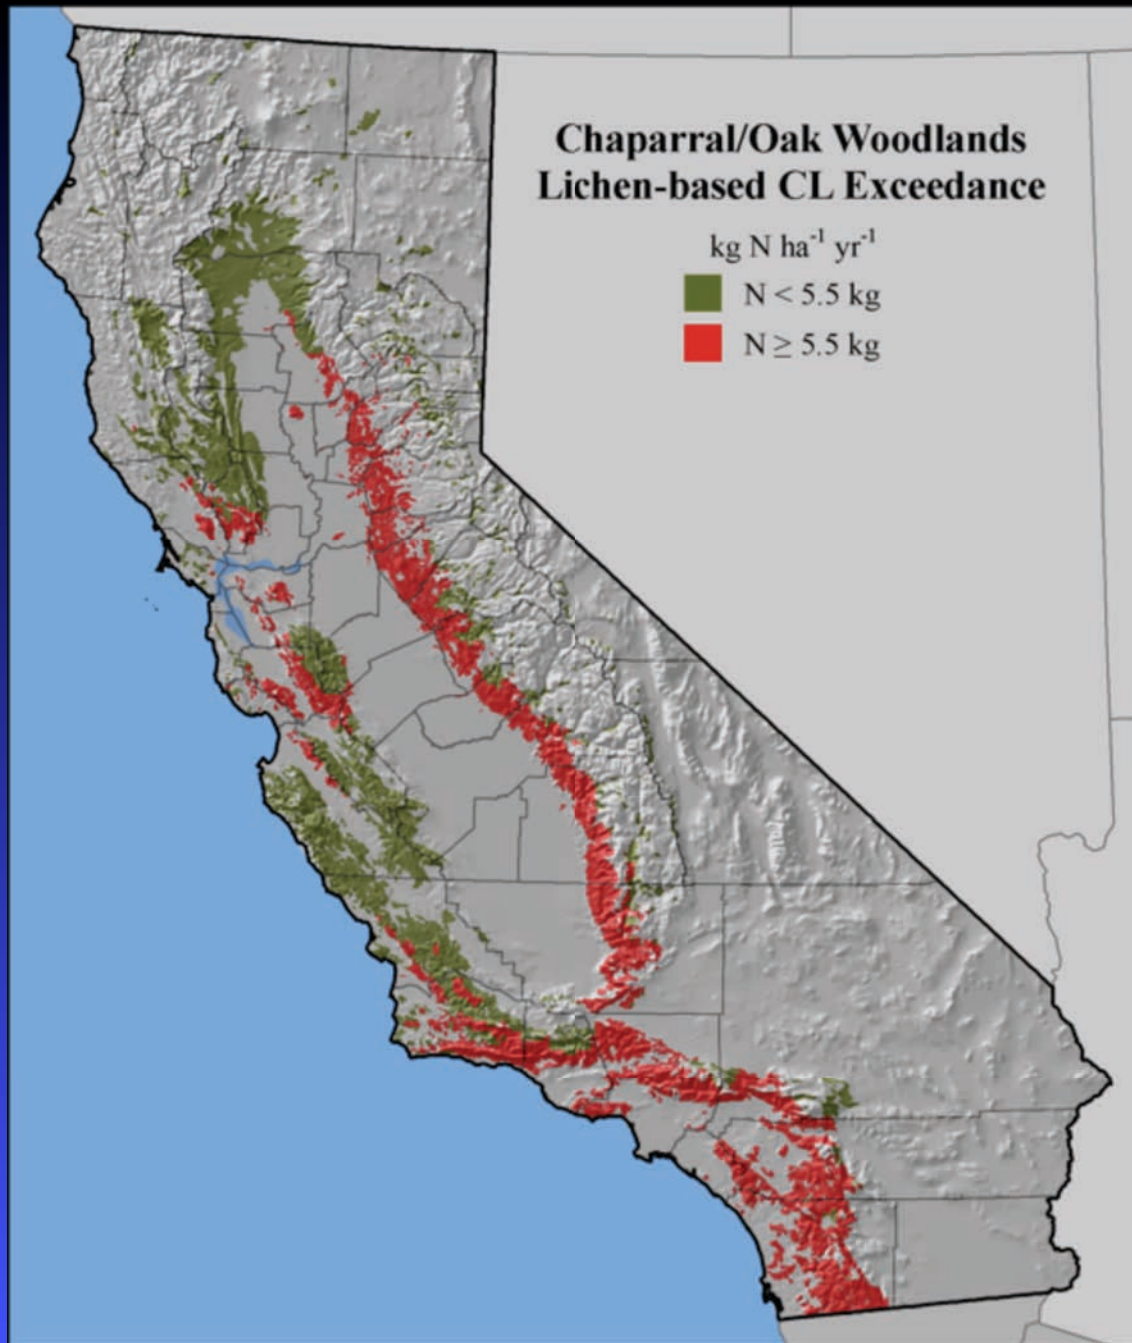 Chaparral/Oak Woodlands
Lichen-based CL Exceedance
kg N ha⁻¹ yr⁻¹
N < 5.5 kg
N ≥ 5.5 kg